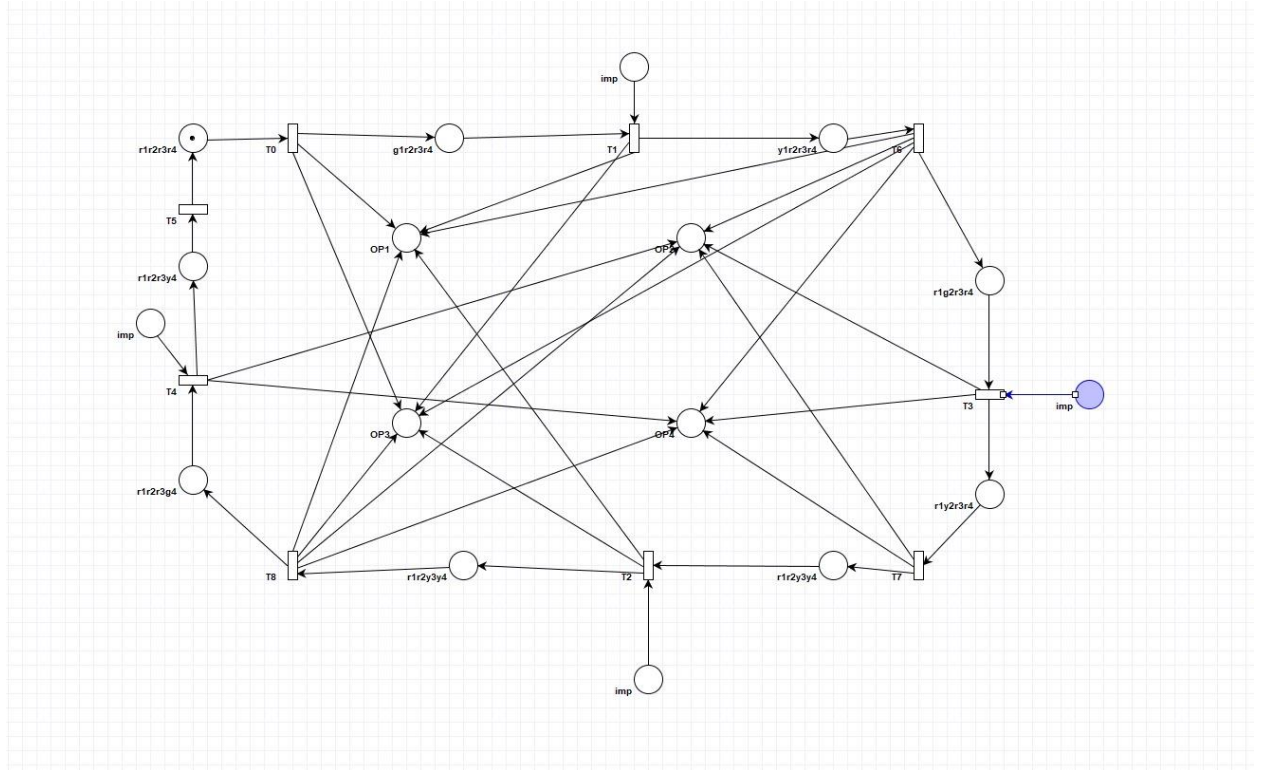 imp
r1r2r3r4
T0
g1r2r3r4
T1
y1r2r3r4
T6
T5
OP1
OP2
r1r2r3y4
r1g2r3r4
imp
T4
T3
imp
OP3
OP4
r1r2r3g4
r1y2r3r4
T8
r1r2y3y4
T2
r1r2y3y4
T7
imp